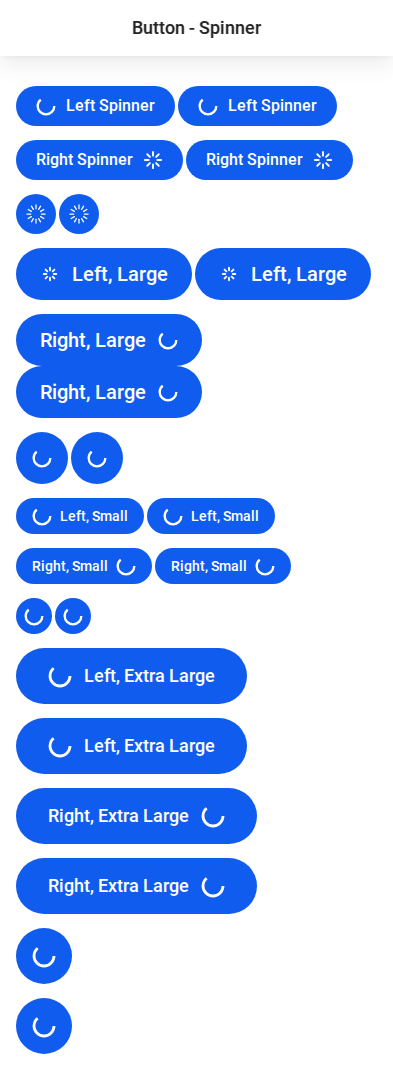 Button - Spinner
Left Spinner Left Spinner
Right Spinner Right Spinner
Left, Large Left, Large
Right, Large
Right, Large
Left, Small Left, Small
Right, Small Right, Small
Left, Extra Large
Left, Extra Large
Right, Extra Large
Right, Extra Large